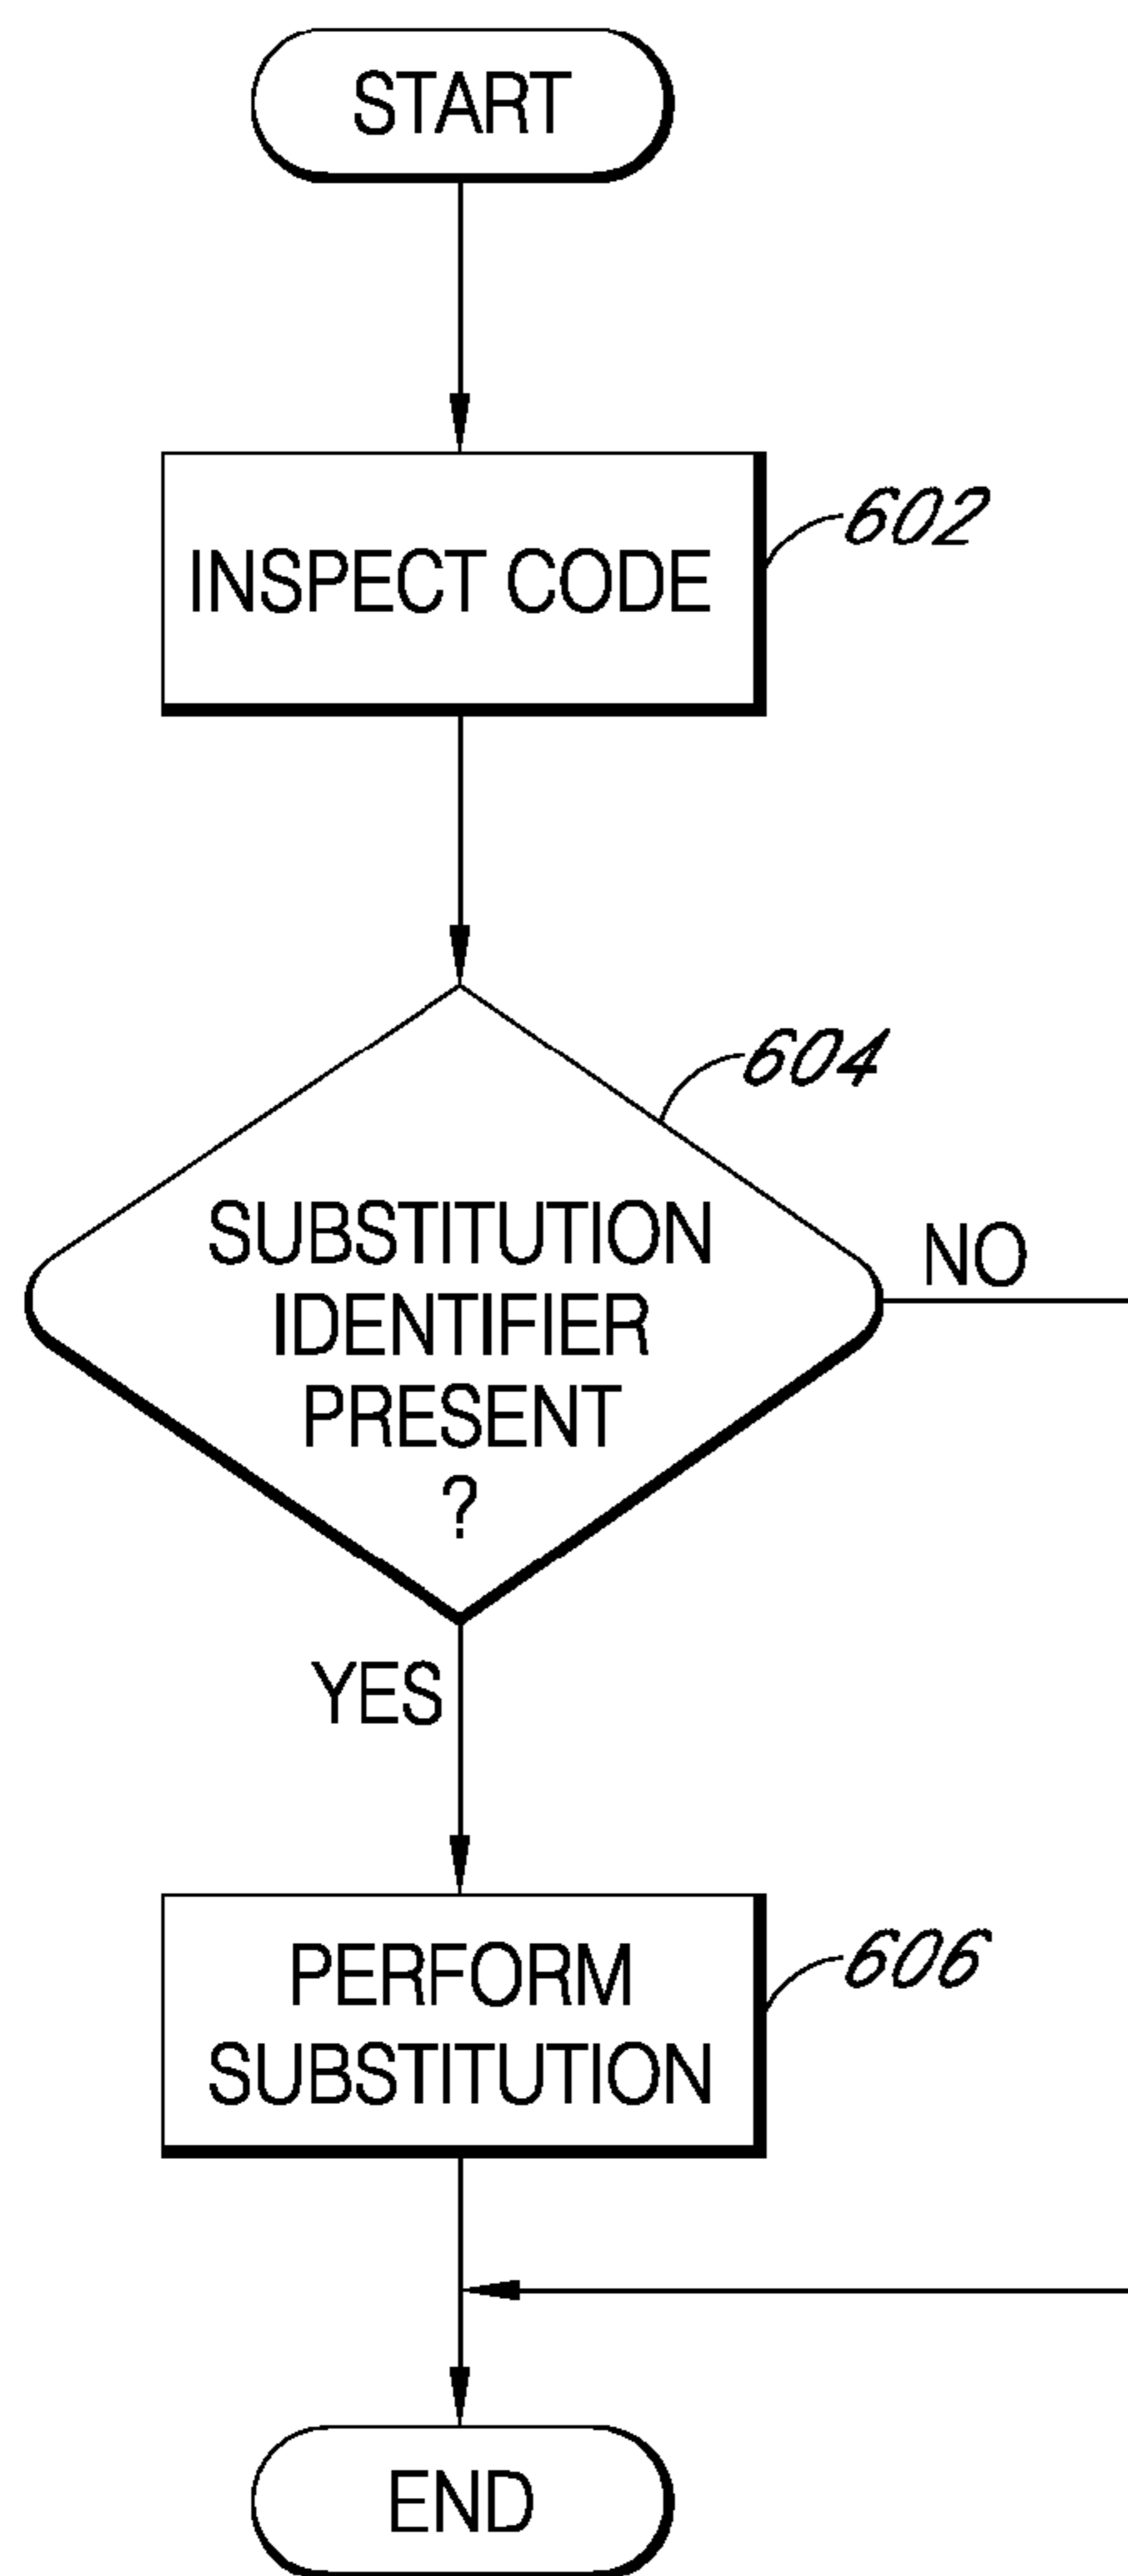 START
INSPECT CODE
602
604
SUBSTITUTION
IDENTIFIER
PRESENT
?
NO
YES
PERFORM
SUBSTITUTION
606
END